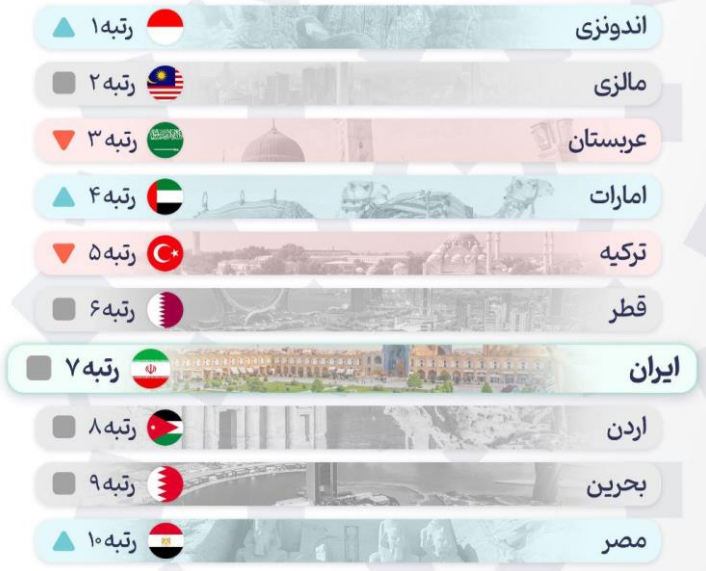 اندونزی رتبه۱
مالزی رتبه۲
عربستان رتبه۳
امارات رتبه۴
ترکیه رتبه۵
قطر رتبه۶
ایران رتبه۷
اردن رتبه۸
بحرین رتبه۹
مصر رتبه۱۰